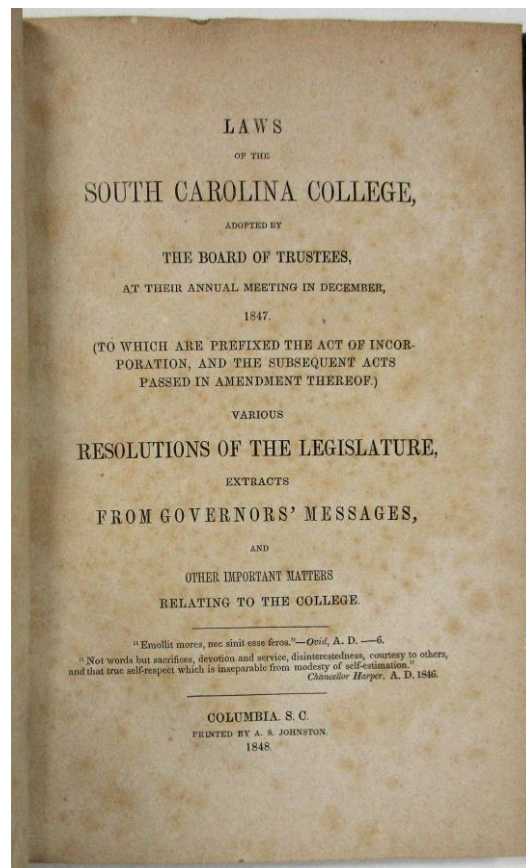 LAWS
OF THE
SOUTH CAROLINA COLLEGE,
ADOPTED BY
THE BOARD OF TRUSTEES,
AT THEIR ANNUAL MEETING IN DECEMBER,
1847.
(TO WHICH ARE PREFIXED THE ACT OF INCOR-
PORATION, AND THE SUBSEQUENT ACTS
PASSED IN AMENDMENT THEREOF.)
VARIOUS
RESOLUTIONS OF THE LEGISLATURE,
EXTRACTS
FROM GOVERNORS' MESSAGES,
AND
OTHER IMPORTANT MATTERS
RELATING TO THE COLLEGE.
"Emollit mores, nec sinit esse feros."—Ovid, A. D. —6.
"Not words but sacrifices, devotion and service, disinterestedness, courtesy to others,
and that true self-respect which is inseparable from modesty of self-estimation."
Chancellor Harper, A. D. 1846.
COLUMBIA. S. C.
PRINTED BY A. S. JOHNSTON.
1848.